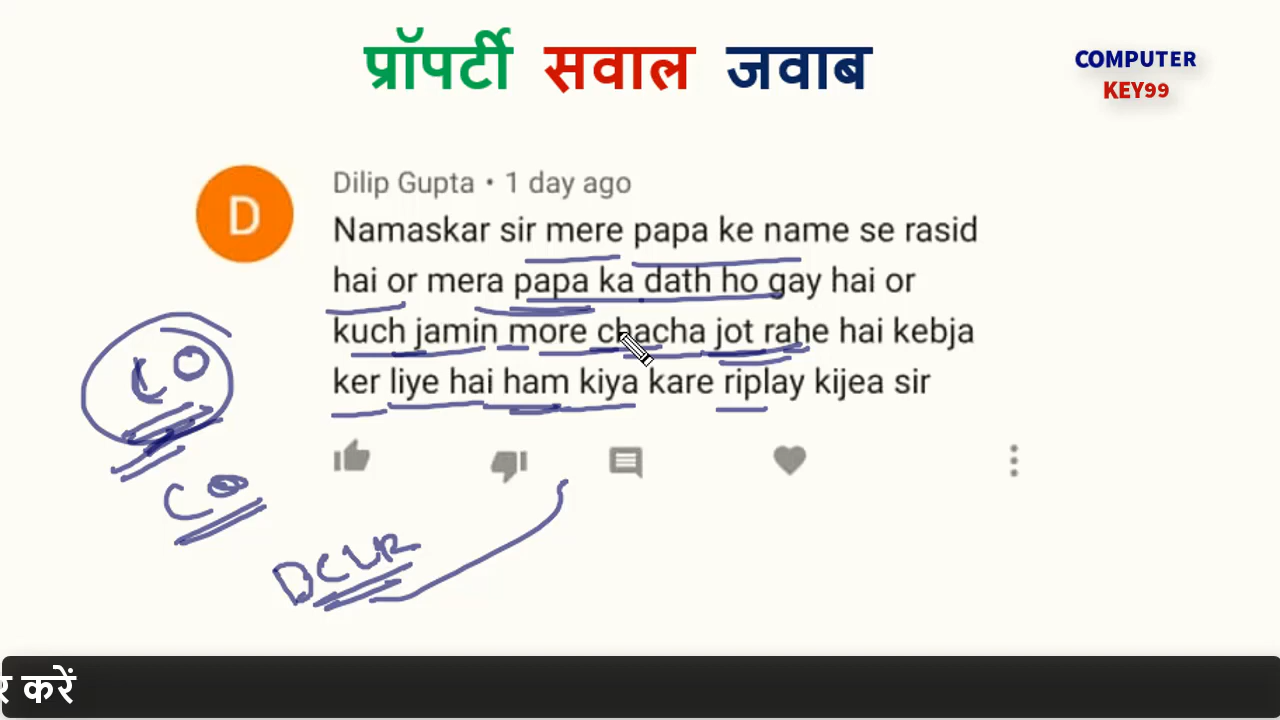 प्रॉपर्टी सवाल जवाब
COMPUTER
KEY99
D
Dilip Gupta • 1 day ago
Namaskar sir mere papa ke name se rasid
hai or mera papa ka dath ho gay hai or
kuch jamin more chacha jot rahe hai kebja
ker liye hai ham kiya kare riplay kijea sir
CO
CO
DCLR
र करें